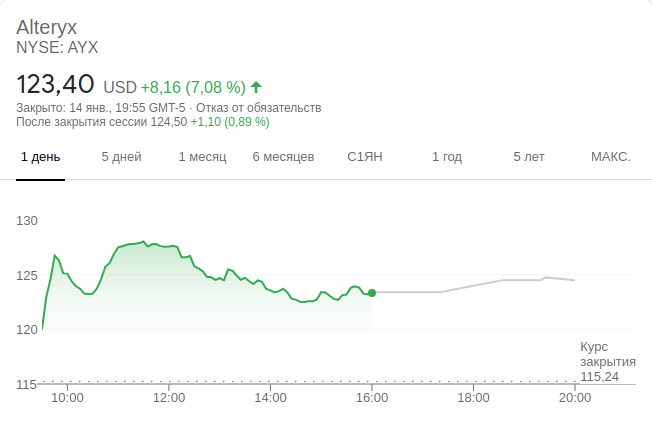 Alteryx
NYSE: AYX
123,40 USD +8,16 (7,08 %)
Закрыто: 14 янв., 19:55 GMT-5 · Отказ от обязательств
После закрытия сессии 124,50 +1,10 (0,89 %)
1 день 5 дней 1 месяц 6 месяцев С1ЯН 1 год 5 лет МАКС.
130
125
120
Курс
закрытия
115,24
115
10:00 12:00 14:00 16:00 18:00 20:00